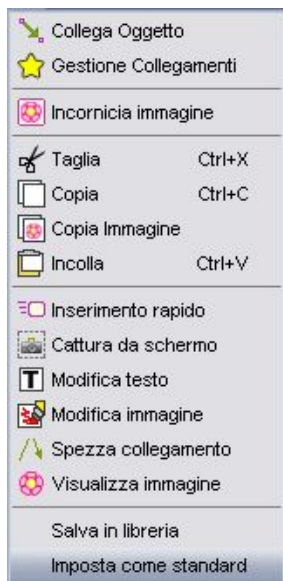 Collega Oggetto
Gestione Collegamenti
Incornicia immagine
Taglia Ctrl+X
Copia Ctrl+C
Copia Immagine
Incolla Ctrl+V
Inserimento rapido
Cattura da schermo
T Modifica testo
Modifica immagine
Spezza collegamento
Visualizza immagine
Salva in libreria
Imposta come standard